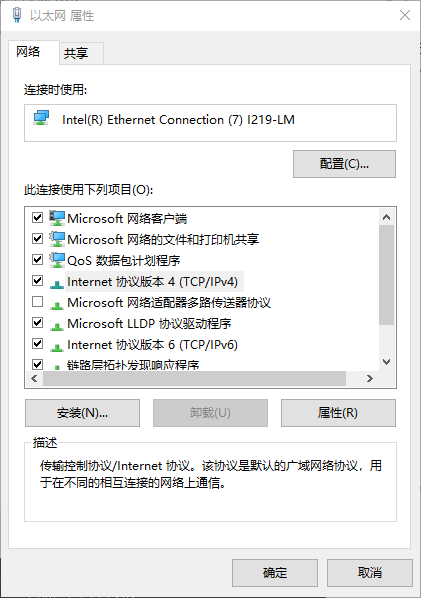 以太网 属性
网络
共享
连接时使用:
Intel(R) Ethernet Connection (7) I219-LM
配置(C)...
此连接使用下列项目(O):
Microsoft 网络客户端
Microsoft 网络的文件和打印机共享
QoS 数据包计划程序
Internet 协议版本 4 (TCP/IPv4)
Microsoft 网络适配器多路传送器协议
Microsoft LLDP 协议驱动程序
Internet 协议版本 6 (TCP/IPv6)
链路层拓扑发现响应程序
安装(N)...
卸载(U)
属性(R)
描述
传输控制协议/Internet 协议。该协议是默认的广域网络协议，用
于在不同的相互连接的网络上通信。
确定
取消